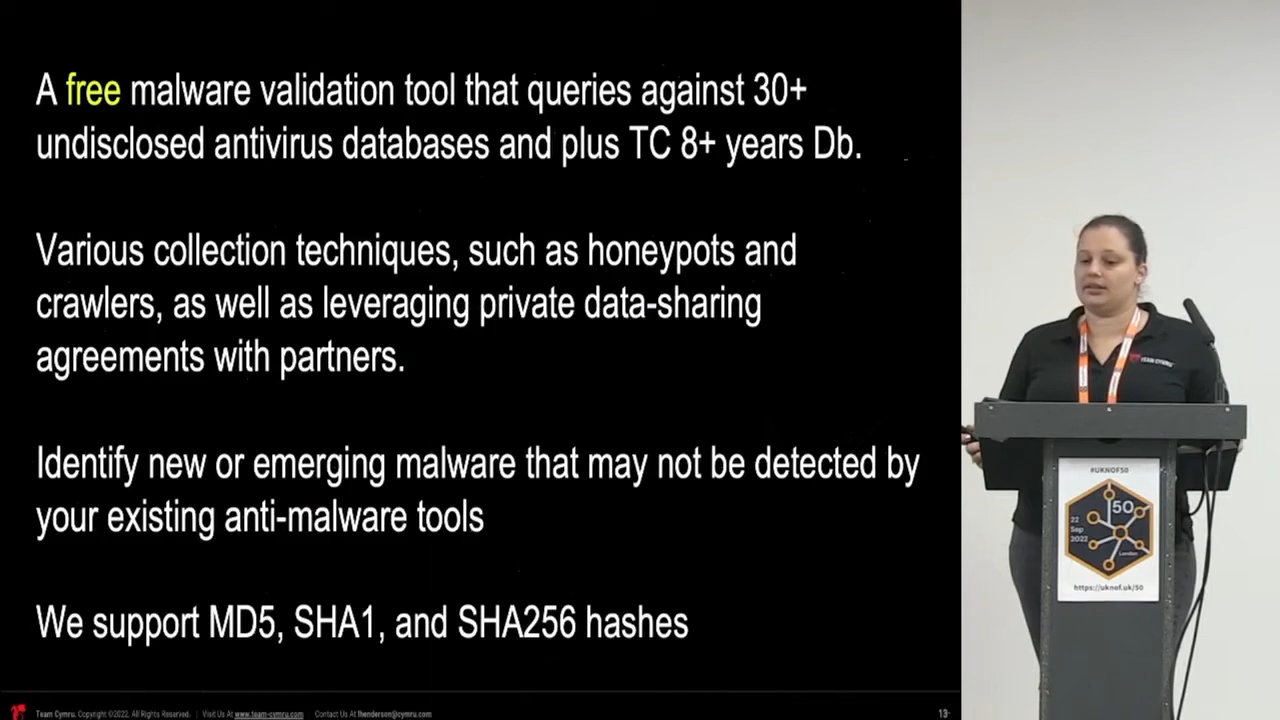 A free malware validation tool that queries against 30+
undisclosed antivirus databases and plus TC 8+ years Db.
Various collection techniques, such as honeypots and
crawlers, as well as leveraging private data-sharing
agreements with partners.
Identify new or emerging malware that may not be detected by
your existing anti-malware tools
We support MD5, SHA1, and SHA256 hashes
Team Cymru. Copyright ©2022. All Rights Reserved. | Visit Us At www.team-cymru.com Contact Us At lhenderson@cymru.com
13
TEAM CYMRU
#UKNOF50
50
22
Sep
2022
London
https://uknof.uk/50